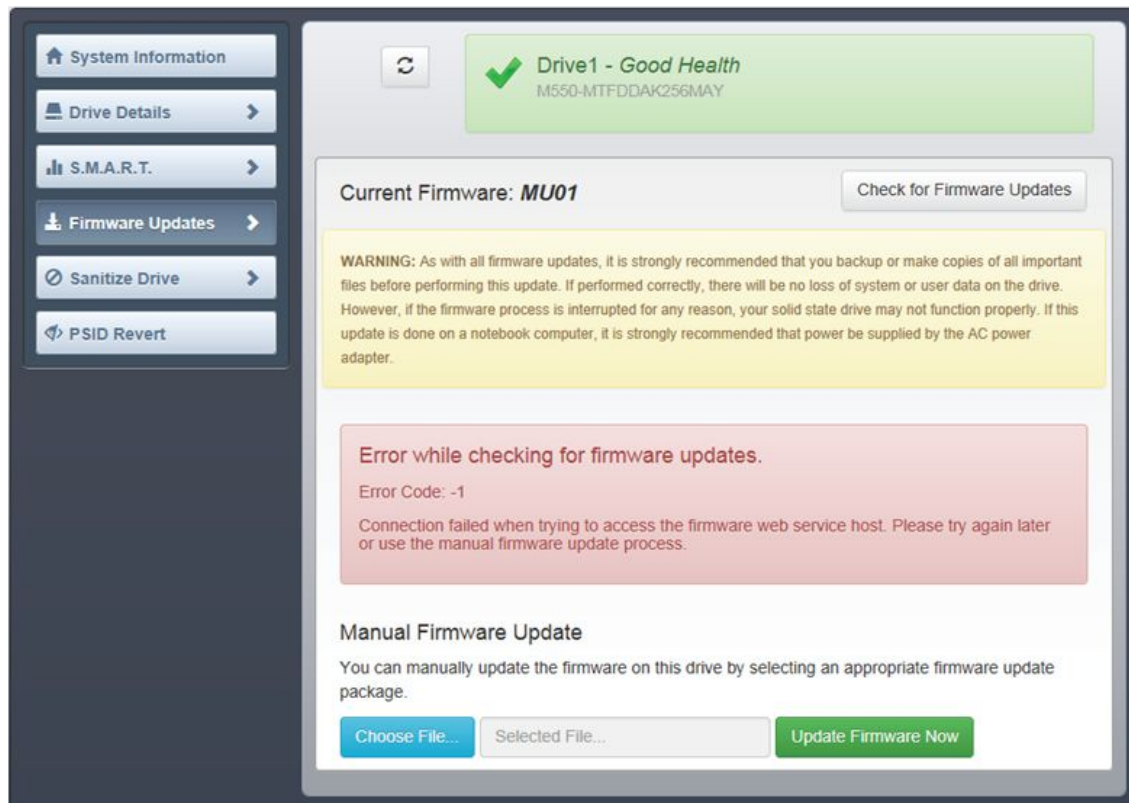 System Information
Drive Details
S.M.A.R.T.
Firmware Updates
Sanitize Drive
PSID Revert
Drive1 - Good Health
M550-MTFDDAK256MAY
Current Firmware: MU01
Check for Firmware Updates
WARNING: As with all firmware updates, it is strongly recommended that you backup or make copies of all important
files before performing this update. If performed correctly, there will be no loss of system or user data on the drive.
However, if the firmware process is interrupted for any reason, your solid state drive may not function properly. If this
update is done on a notebook computer, it is strongly recommended that power be supplied by the AC power
adapter.
Error while checking for firmware updates.
Error Code: -1
Connection failed when trying to access the firmware web service host. Please try again later
or use the manual firmware update process.
Manual Firmware Update
You can manually update the firmware on this drive by selecting an appropriate firmware update
package.
Choose File...
Selected File...
Update Firmware Now